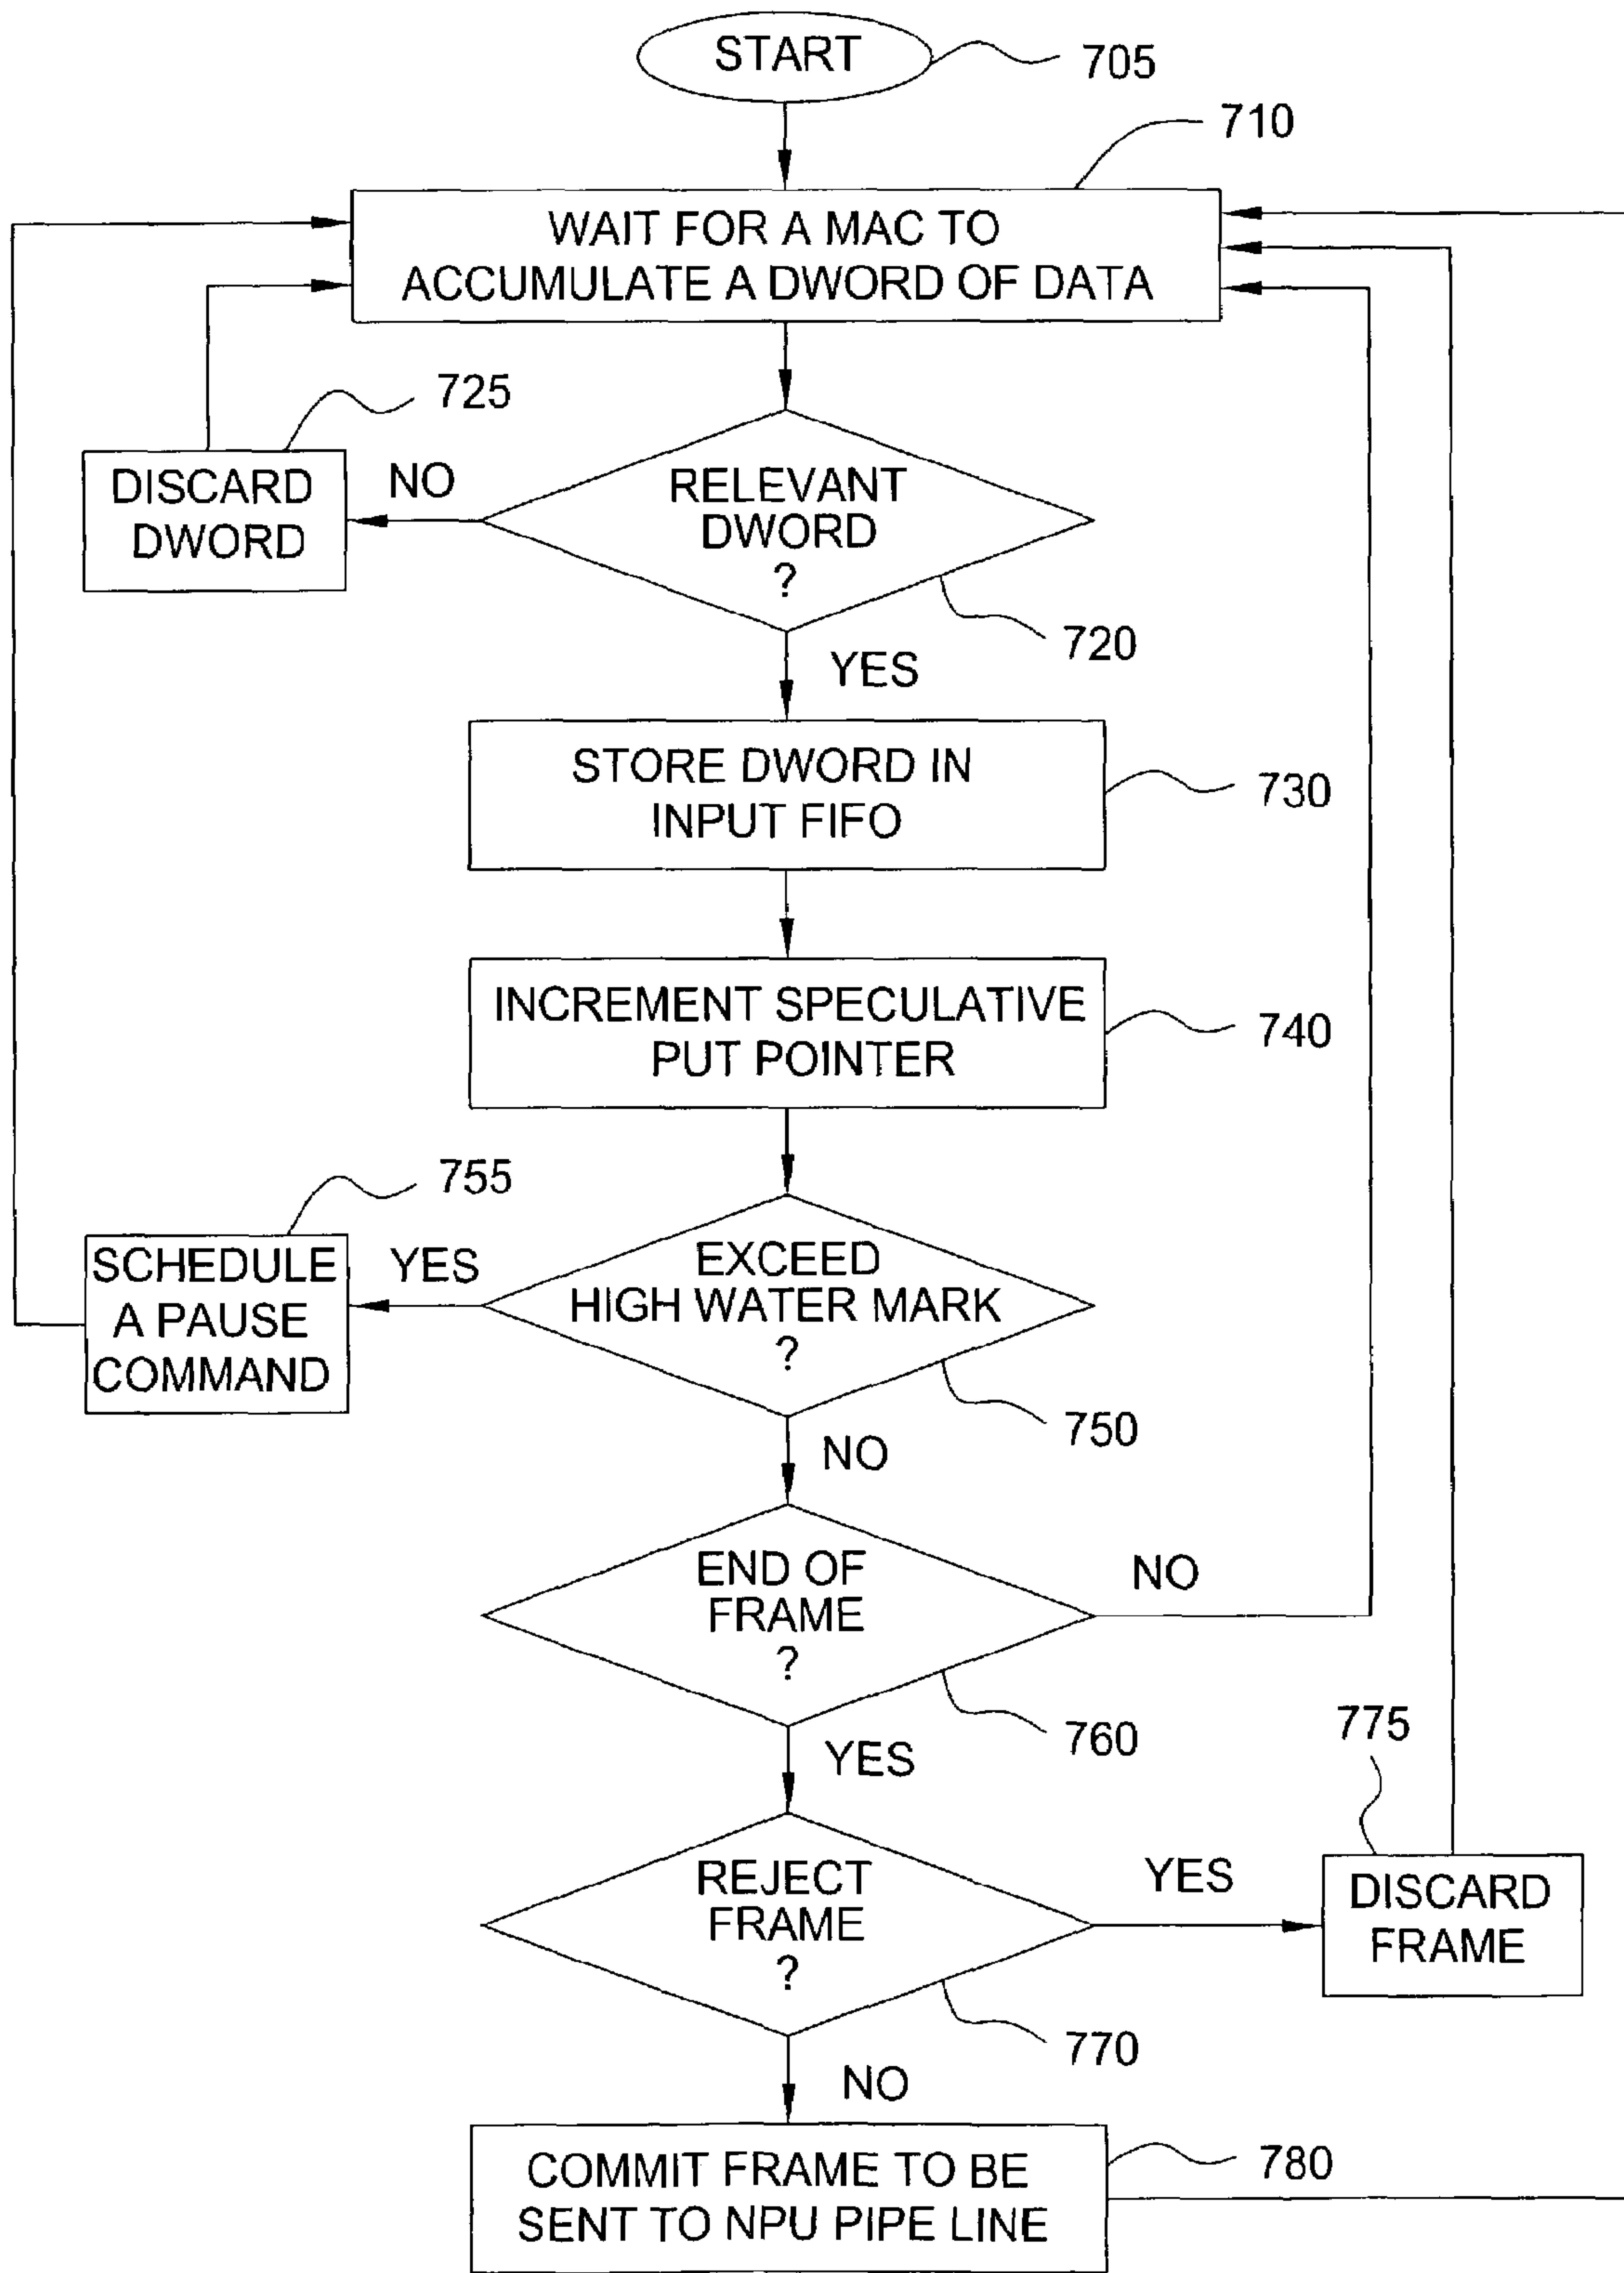 START
705
710
WAIT FOR A MAC TO
ACCUMULATE A DWORD OF DATA
725
DISCARD
DWORD
NO
RELEVANT
DWORD
?
720
YES
STORE DWORD IN
INPUT FIFO
730
INCREMENT SPECULATIVE
PUT POINTER
740
755
SCHEDULE
A PAUSE
COMMAND
YES
EXCEED
HIGH WATER MARK
?
750
NO
END OF
FRAME
?
NO
760
YES
775
REJECT
FRAME
?
YES
DISCARD
FRAME
770
NO
COMMIT FRAME TO BE
SENT TO NPU PIPE LINE
780